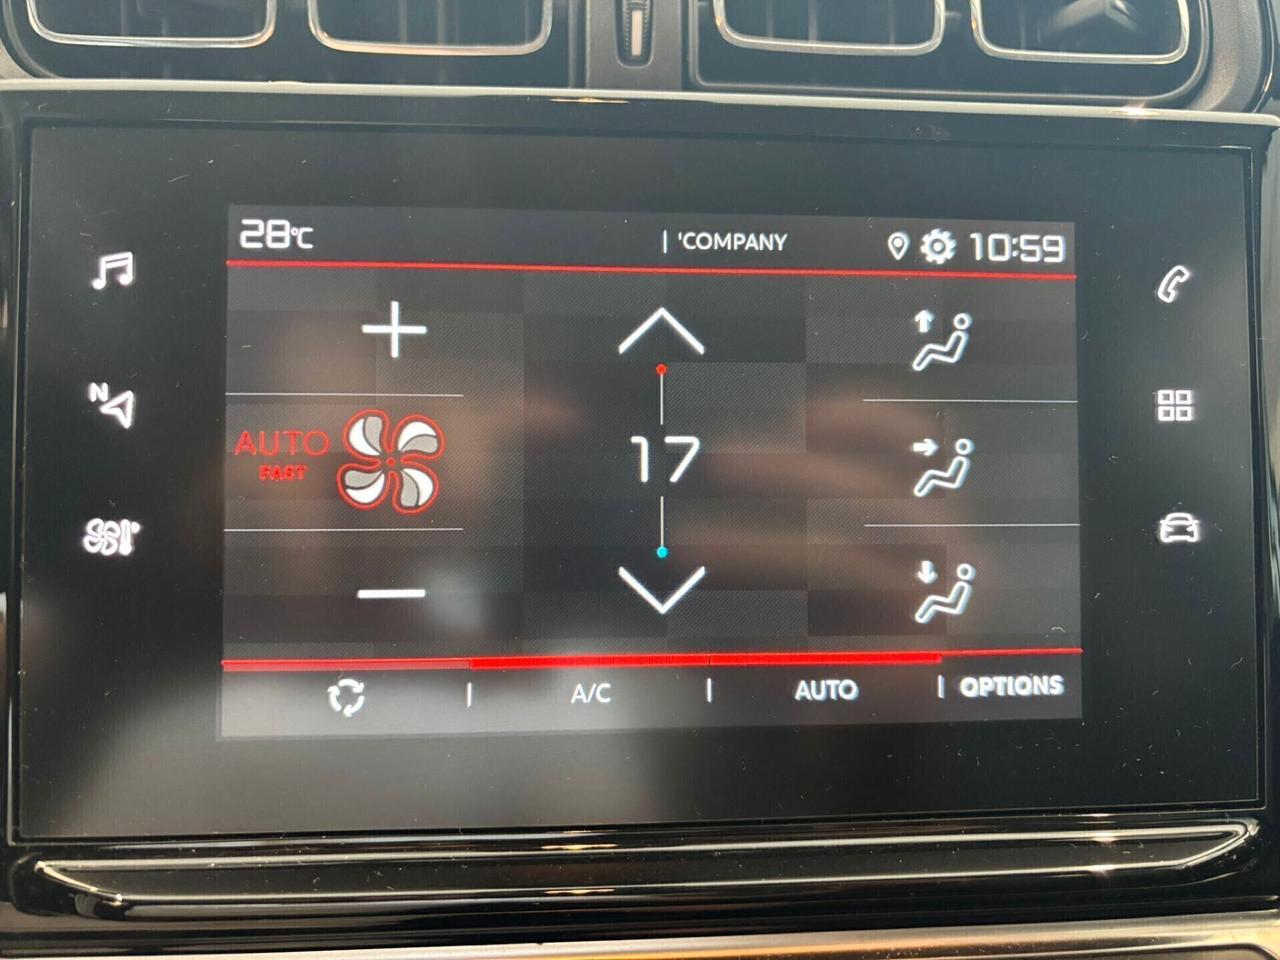 28°C | 'COMPANY 10:59
N
AUTO
FAST
17
| A/C | AUTO | OPTIONS